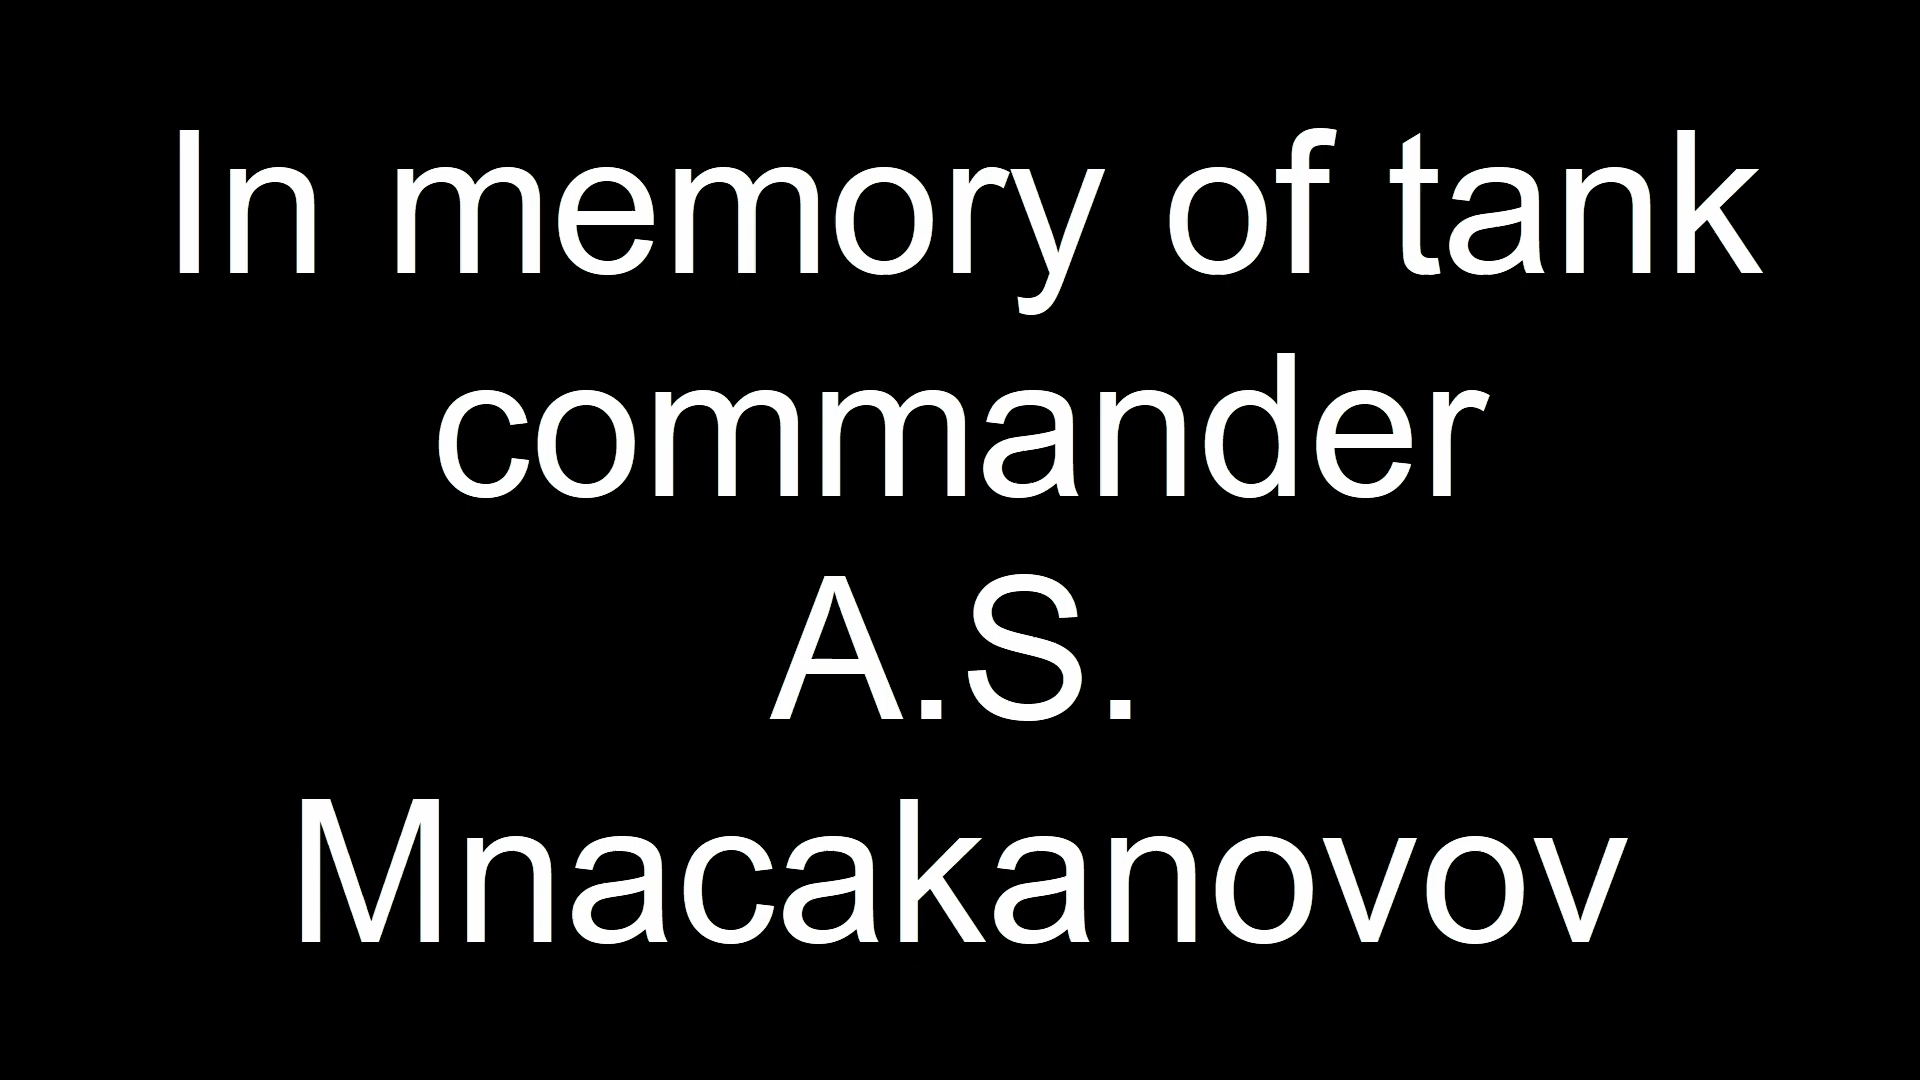 In memory of tank
commander
A.S.
Mnacakanovov